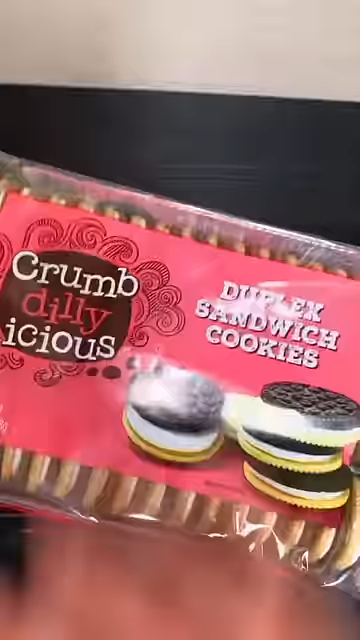 Crumb
dilly
icious
DUPLEX
SANDWICH
COOKIES